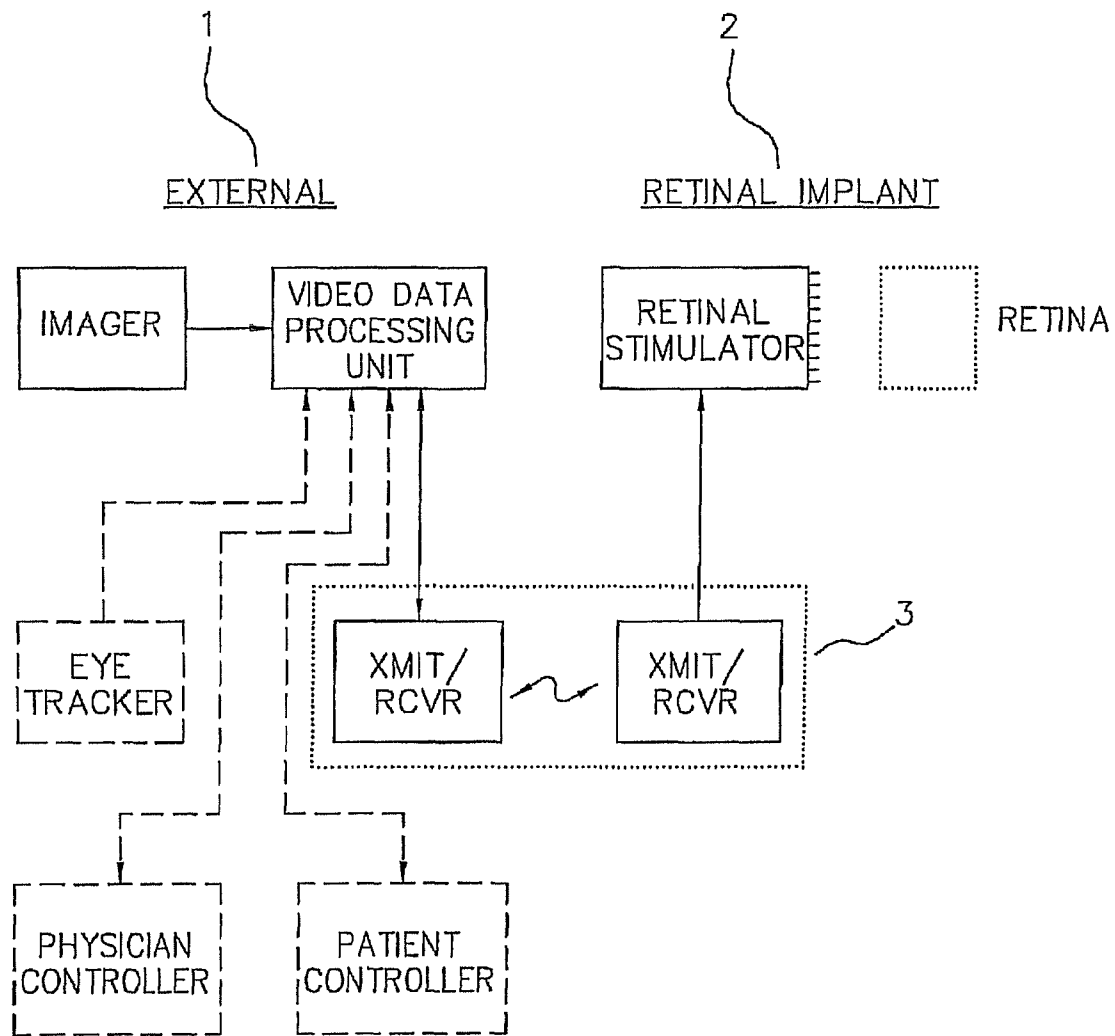 1
2
EXTERNAL
RETINAL IMPLANT
IMAGER
VIDEO DATA
PROCESSING
UNIT
RETINAL
STIMULATOR
RETINA
3
EYE
TRACKER
XMIT/
RCVR
XMIT/
RCVR
PHYSICIAN
CONTROLLER
PATIENT
CONTROLLER